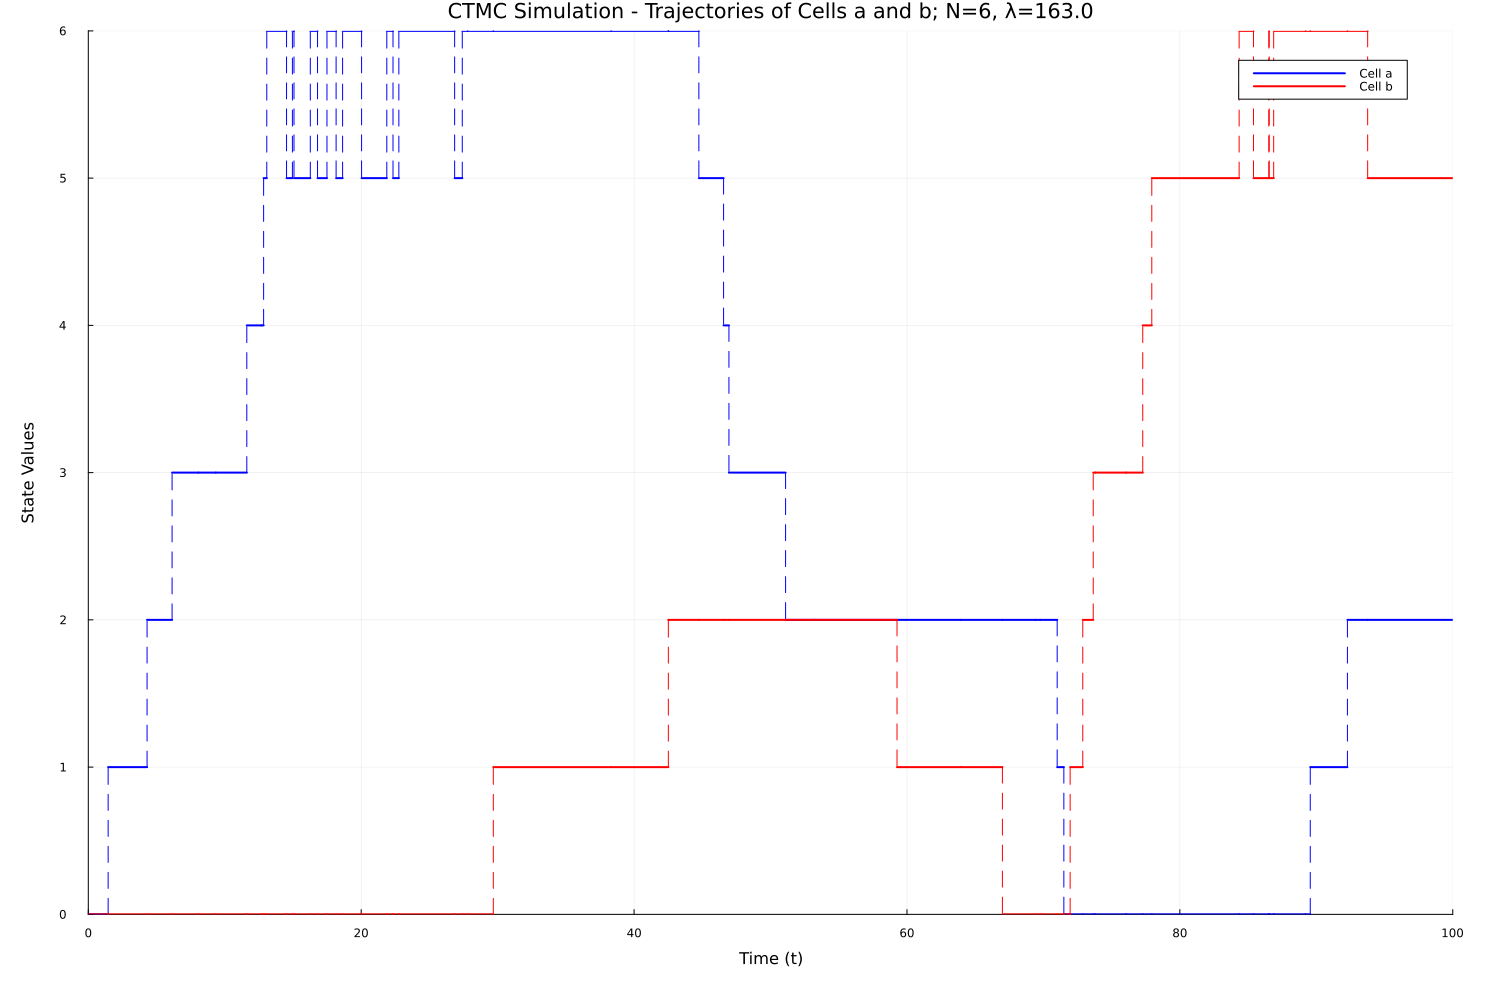 CTMC Simulation - Trajectories of Cells a and b; N=6, λ=163.0
6
Cell a
Cell b
5
4
3
State Values
2
1
0
0 20 40 60 80 100
Time (t)